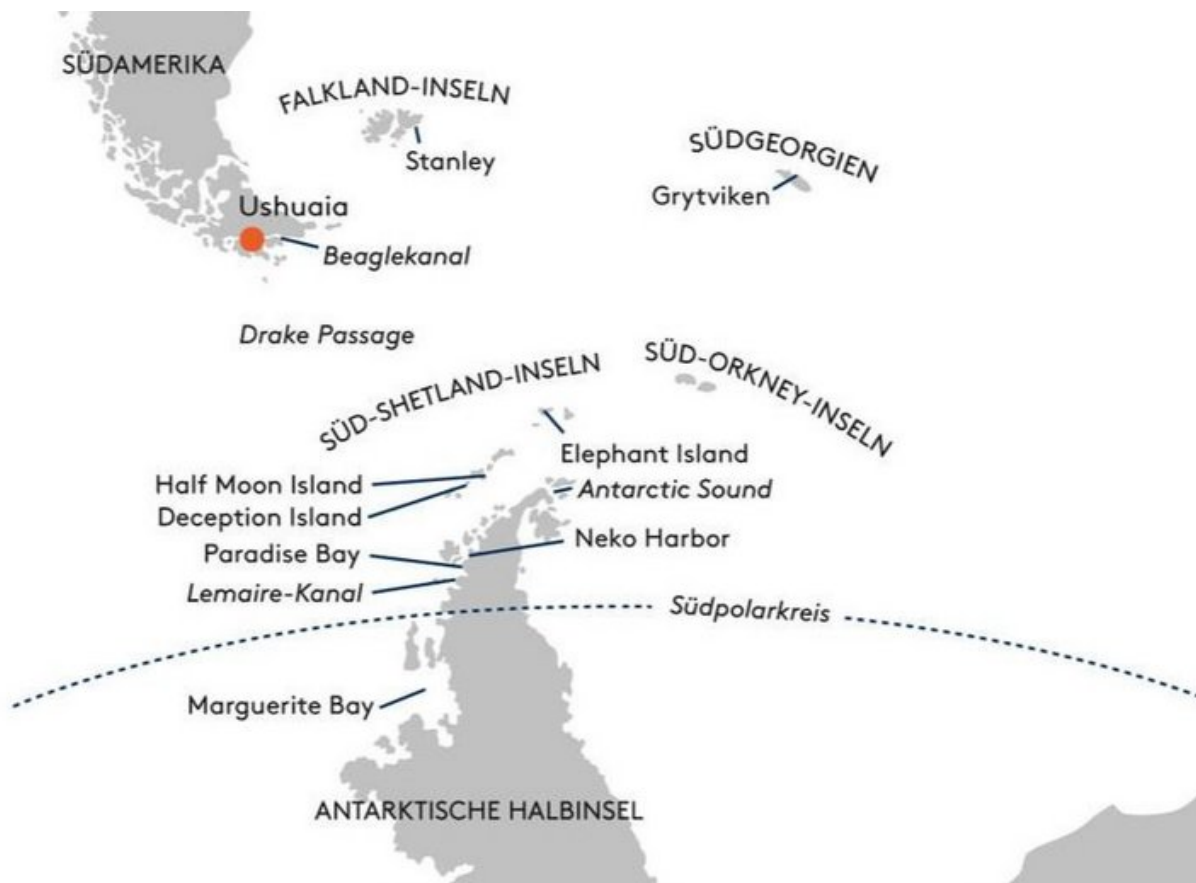 SÜDAMERIKA
FALKLAND-INSELN
Stanley
SÜDGEORGIEN
Grytviken
Ushuaia
Beaglekanal
Drake Passage
SÜD-SHETLAND-INSELN
SÜD-ORKNEY-INSELN
Elephant Island
Half Moon Island
Antarctic Sound
Deception Island
Neko Harbor
Paradise Bay
Lemaire-Kanal
Südpolarkreis
Marguerite Bay
ANTARKTISCHE HALBINSEL